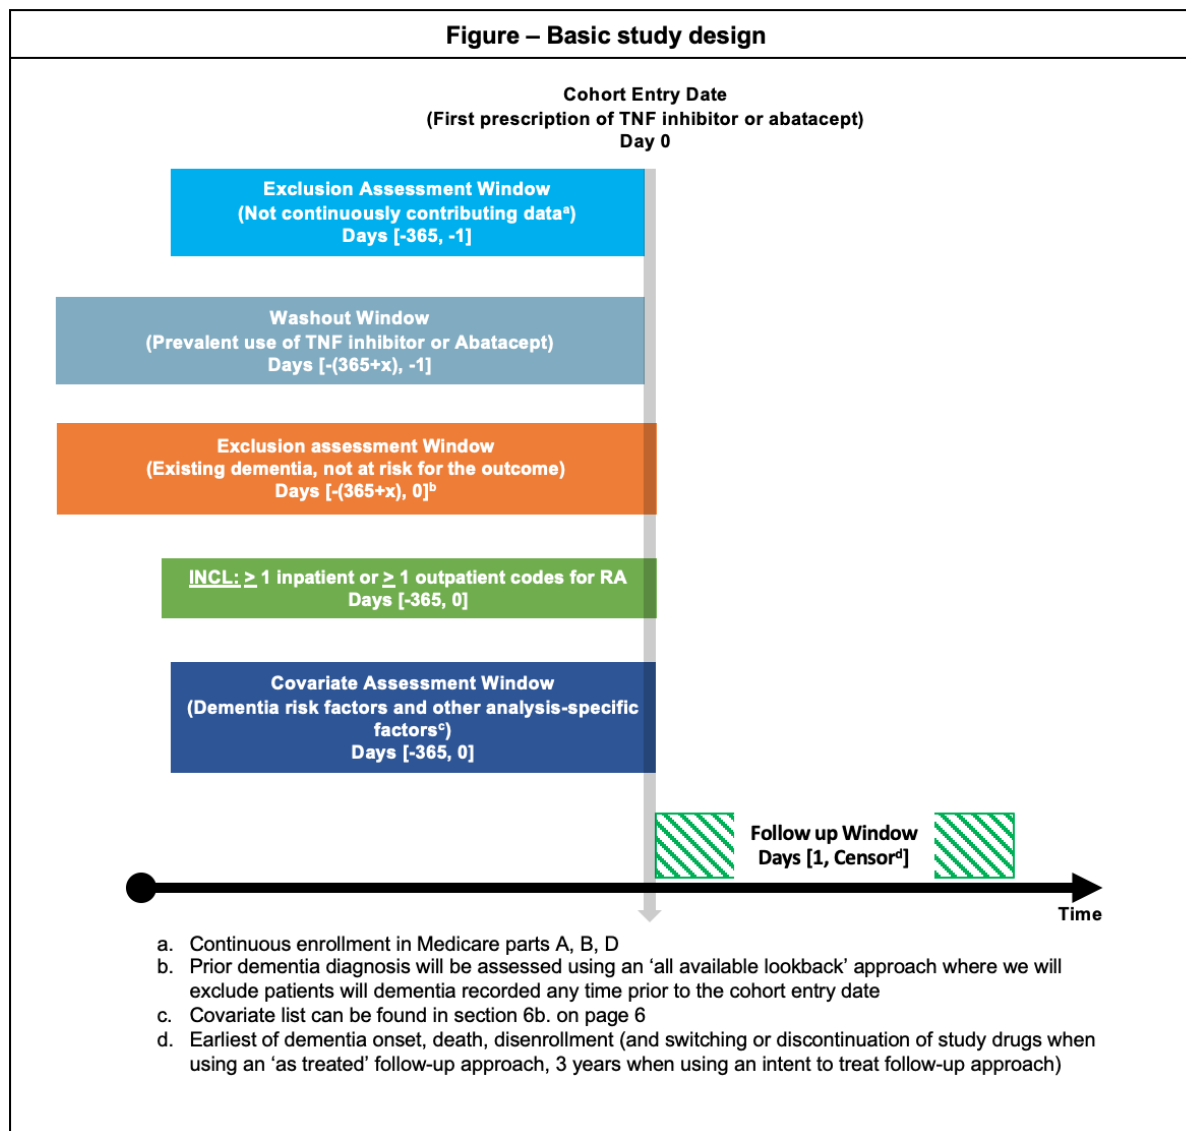 Figure – Basic study design
Cohort Entry Date
(First prescription of TNF inhibitor or abatacept)
Day 0
Exclusion Assessment Window
(Not continuously contributing dataᵃ)
Days [-365, -1]
Washout Window
(Prevalent use of TNF inhibitor or Abatacept)
Days [-(365+x), -1]
Exclusion assessment Window
(Existing dementia, not at risk for the outcome)
Days [-(365+x), 0]ᵇ
INCL: ≥ 1 inpatient or ≥ 1 outpatient codes for RA
Days [-365, 0]
Covariate Assessment Window
(Dementia risk factors and other analysis-specific
factorsᶜ)
Days [-365, 0]
Follow up Window
Days [1, Censorᵈ]
Time
a. Continuous enrollment in Medicare parts A, B, D
b. Prior dementia diagnosis will be assessed using an ‘all available lookback’ approach where we will
exclude patients will dementia recorded any time prior to the cohort entry date
c. Covariate list can be found in section 6b. on page 6
d. Earliest of dementia onset, death, disenrollment (and switching or discontinuation of study drugs when
using an ‘as treated’ follow-up approach, 3 years when using an intent to treat follow-up approach)